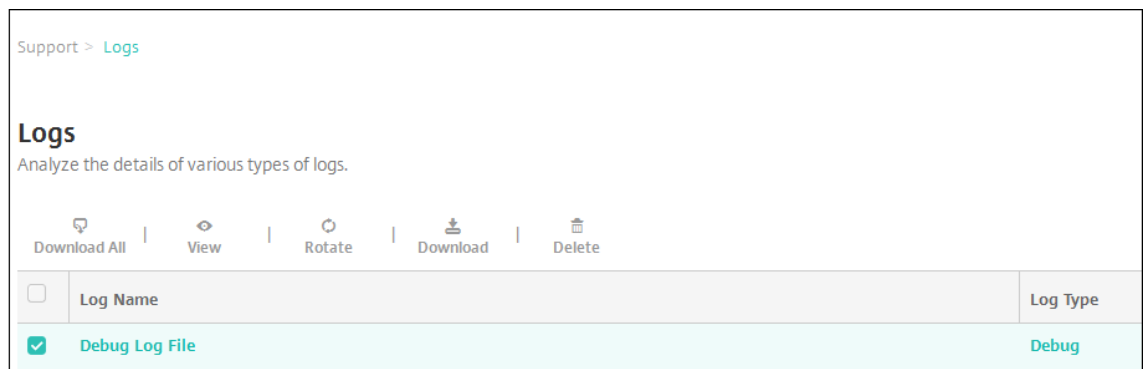 Support > Logs
Logs
Analyze the details of various types of logs.
Download All | View | Rotate | Download | Delete
Log Name Log Type
Debug Log File Debug